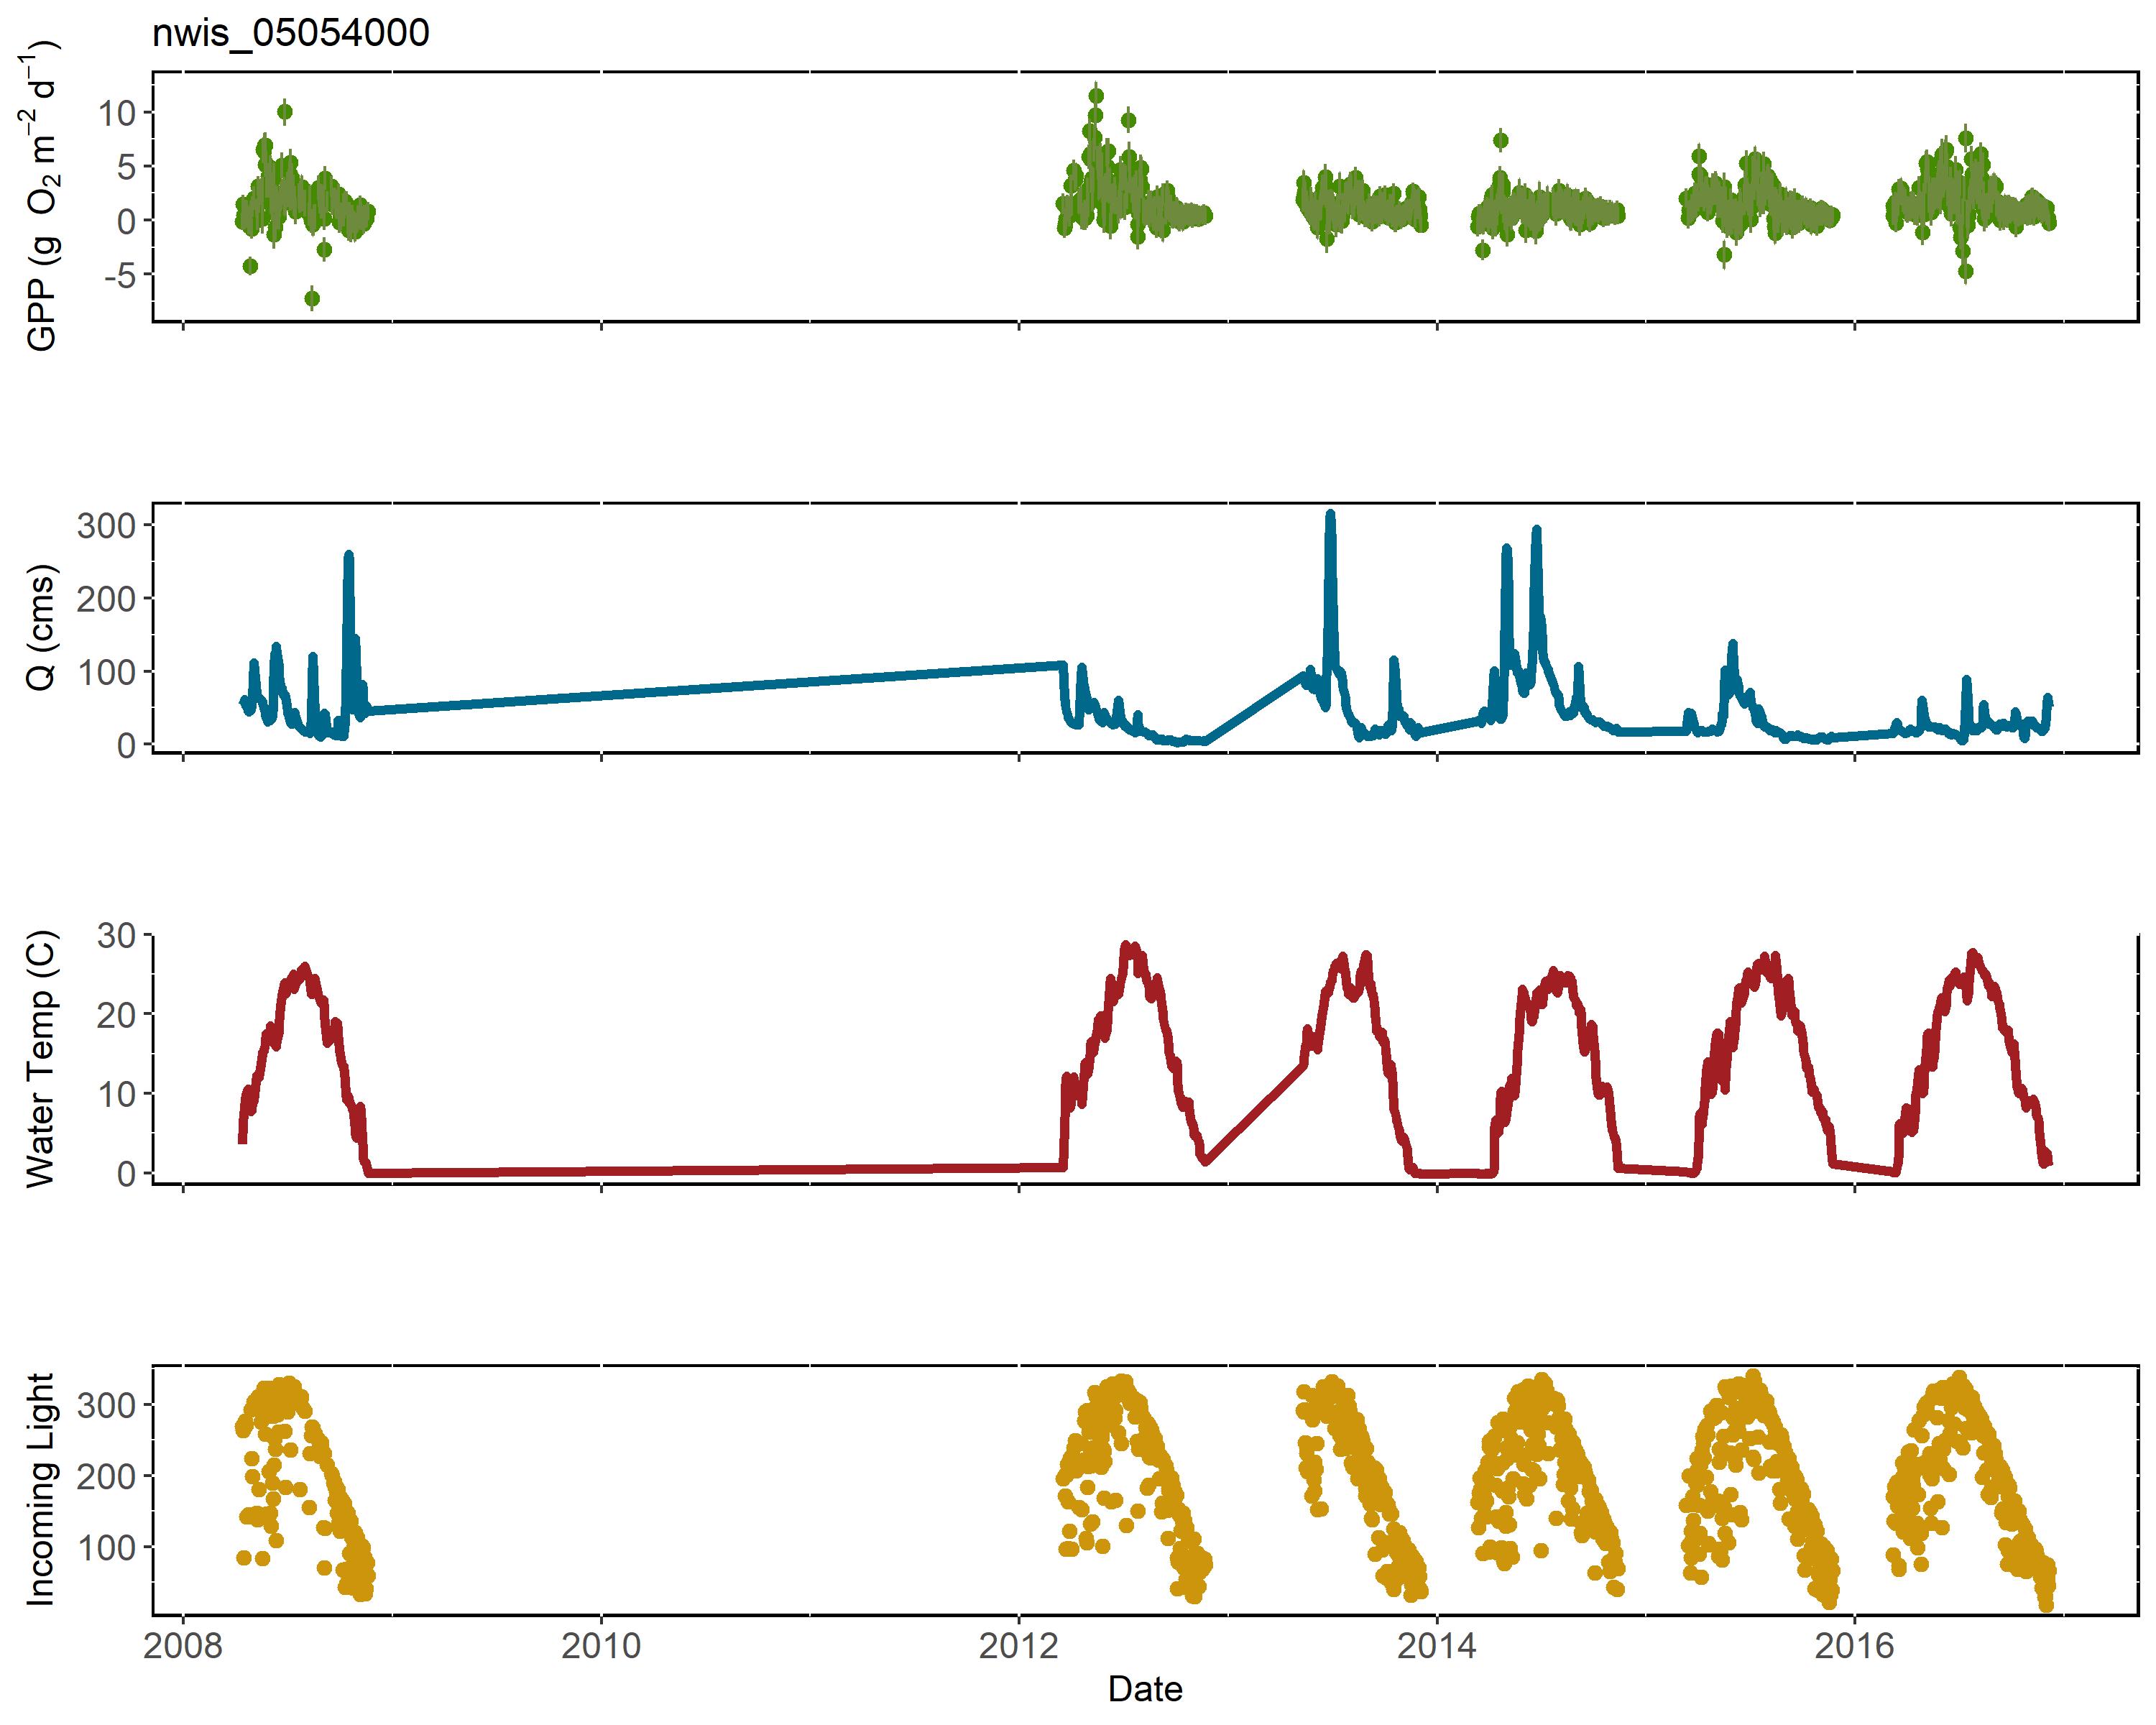 nwis_05054000
GPP (g O₂ m⁻² d⁻¹)
10
5
0
-5
Q (cms)
300
200
100
0
Water Temp (C)
30
20
10
0
Incoming Light
300
200
100
2008 2010 2012 2014 2016
Date